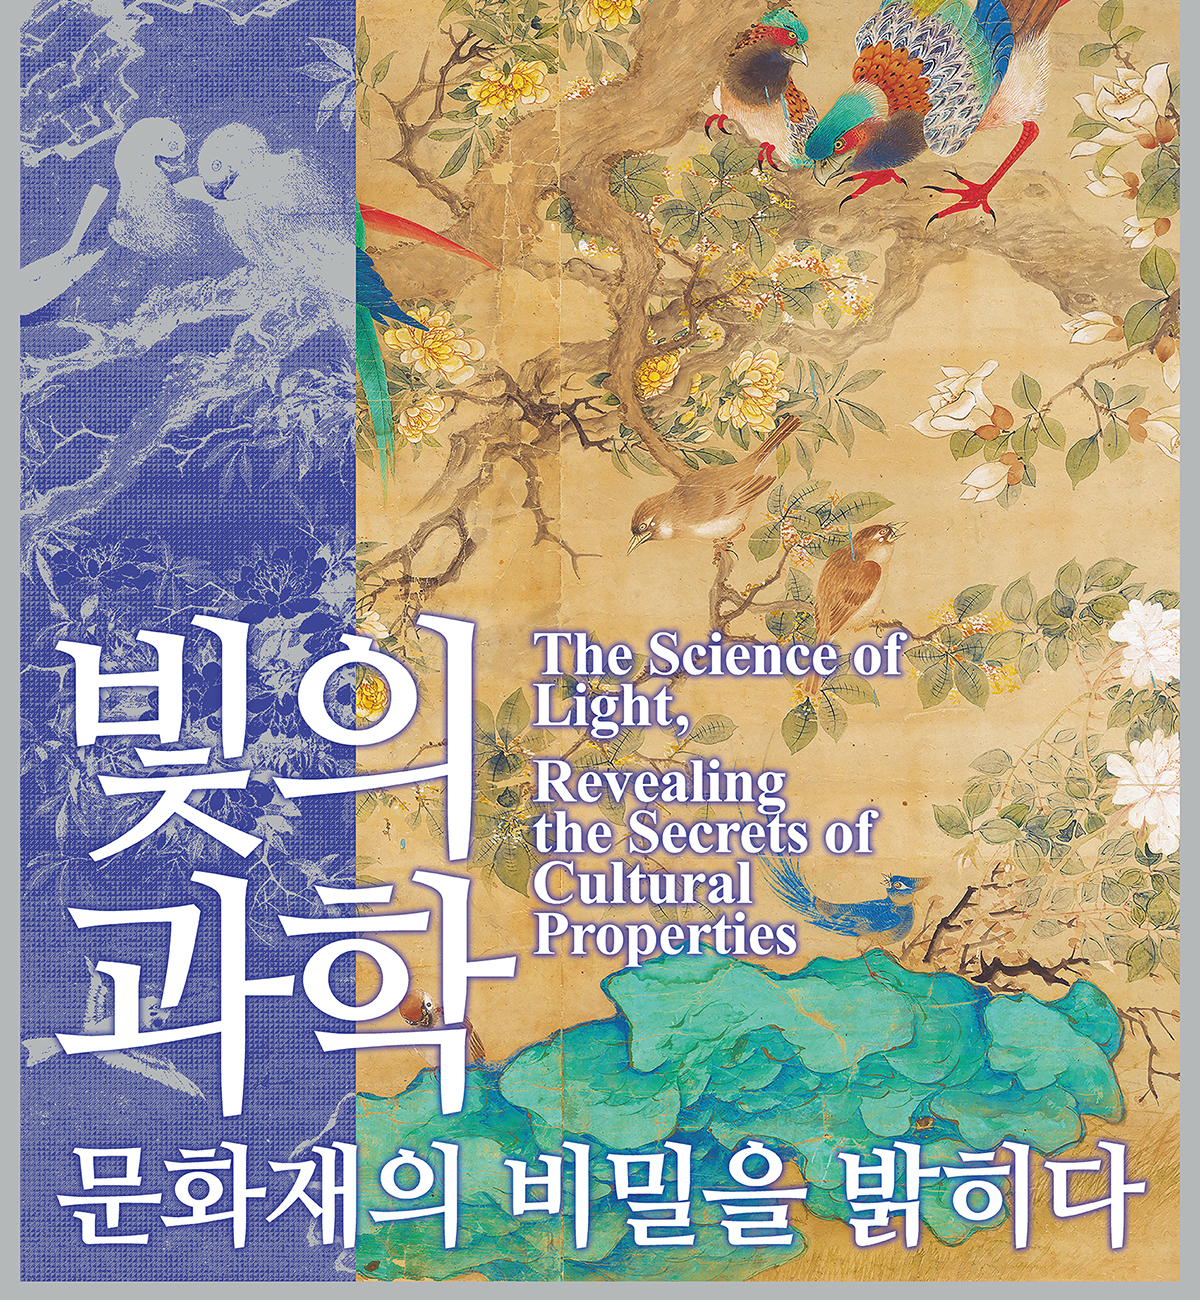 빛의
과학
The Science of
Light,
Revealing
the Secrets of
Cultural
Properties
문화재의 비밀을 밝히다